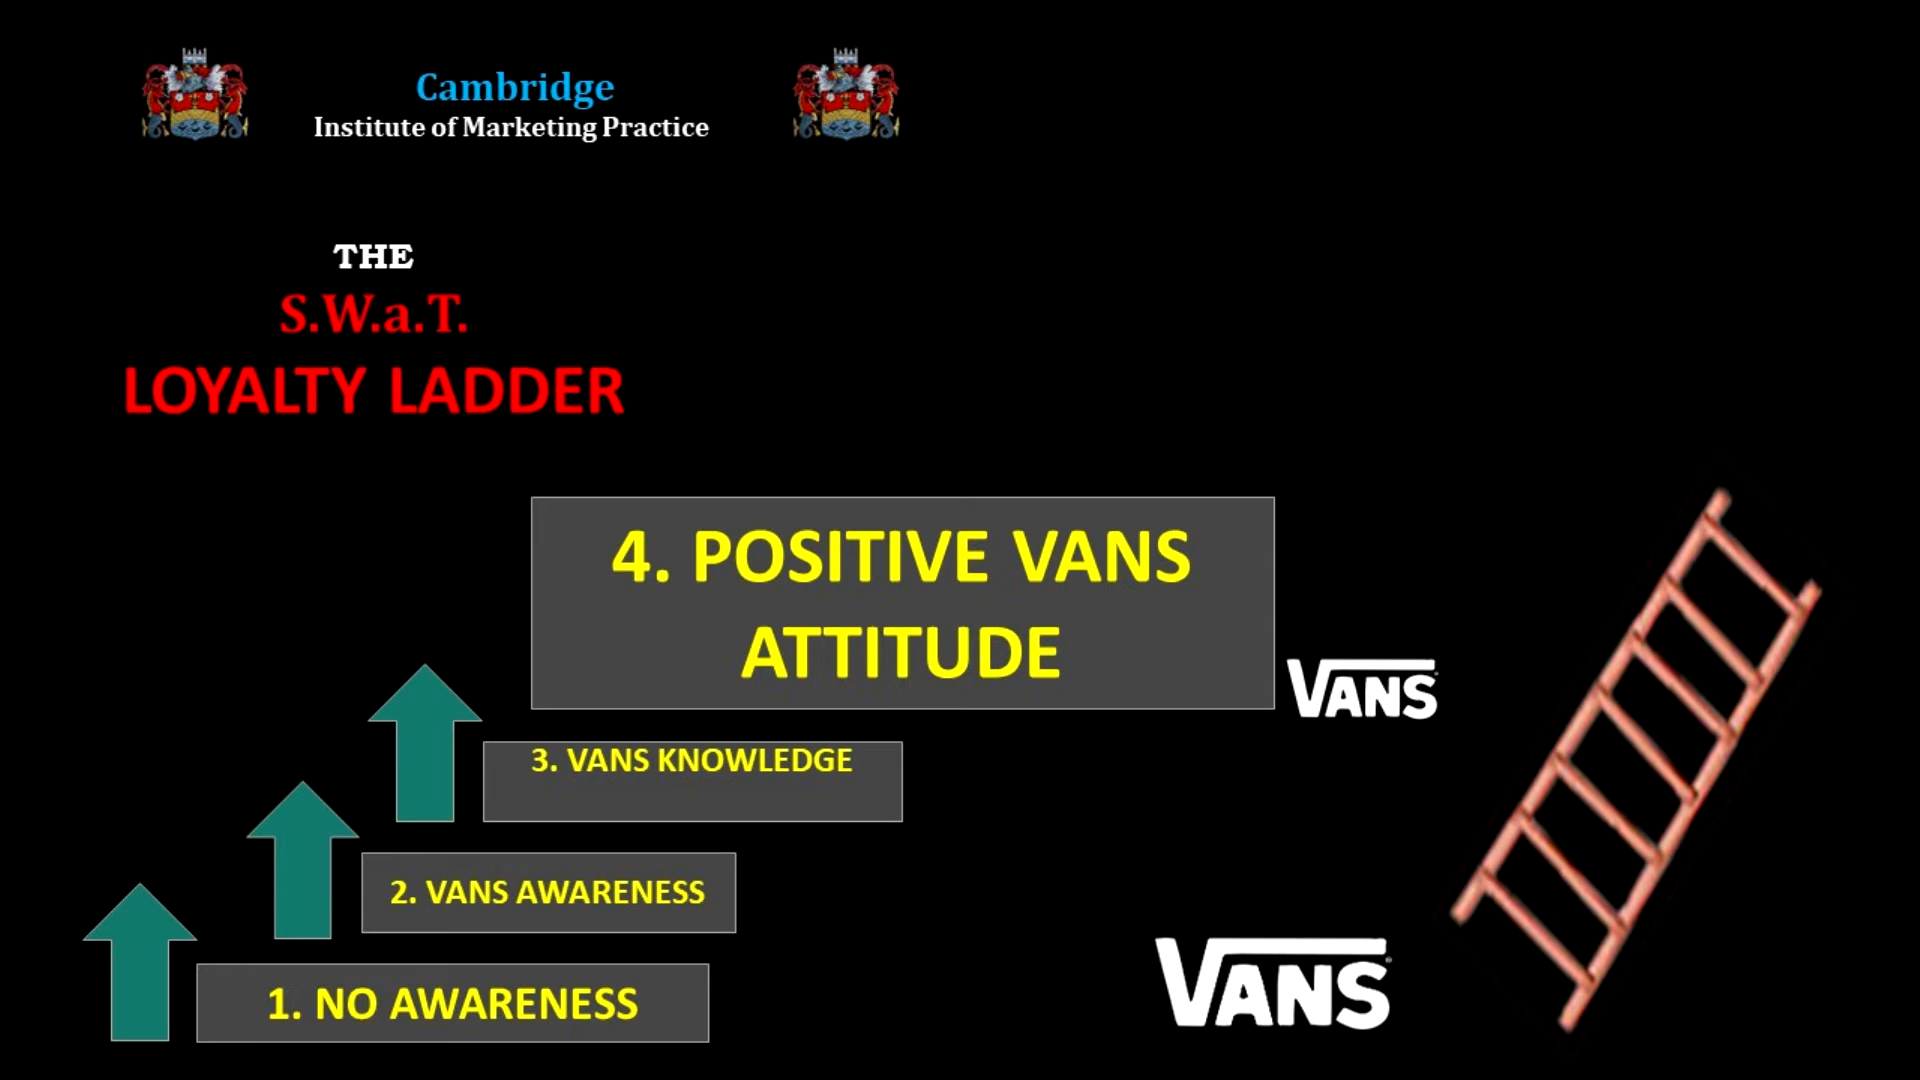 Cambridge
Institute of Marketing Practice
THE
S.W.a.T.
LOYALTY LADDER
4. POSITIVE VANS
ATTITUDE
VANS
3. VANS KNOWLEDGE
2. VANS AWARENESS
VANS
1. NO AWARENESS